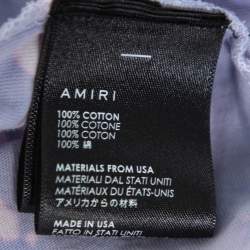 AMIRI
100% COTTON
100% COTONE
100% COTON
100% 綿
MATERIALS FROM USA
MATERIALI DAL STATI UNITI
MATÉRIAUX DU ÉTATS-UNIS
アメリカからの材料
MADE IN USA
FATTO IN STATI UNITI